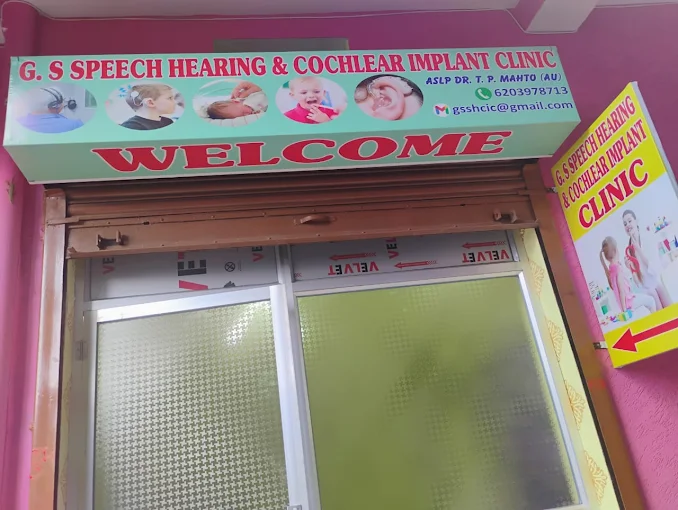 G. S SPEECH HEARING & COCHLEAR IMPLANT CLINIC
ASLP DR. T. P. MAHTO (AU)
6203978713
gsshcic@gmail.com
WELCOME
G.S SPEECH HEARING
& COCHLEAR IMPLANT
CLINIC
VELVET
VELVET
VELVET